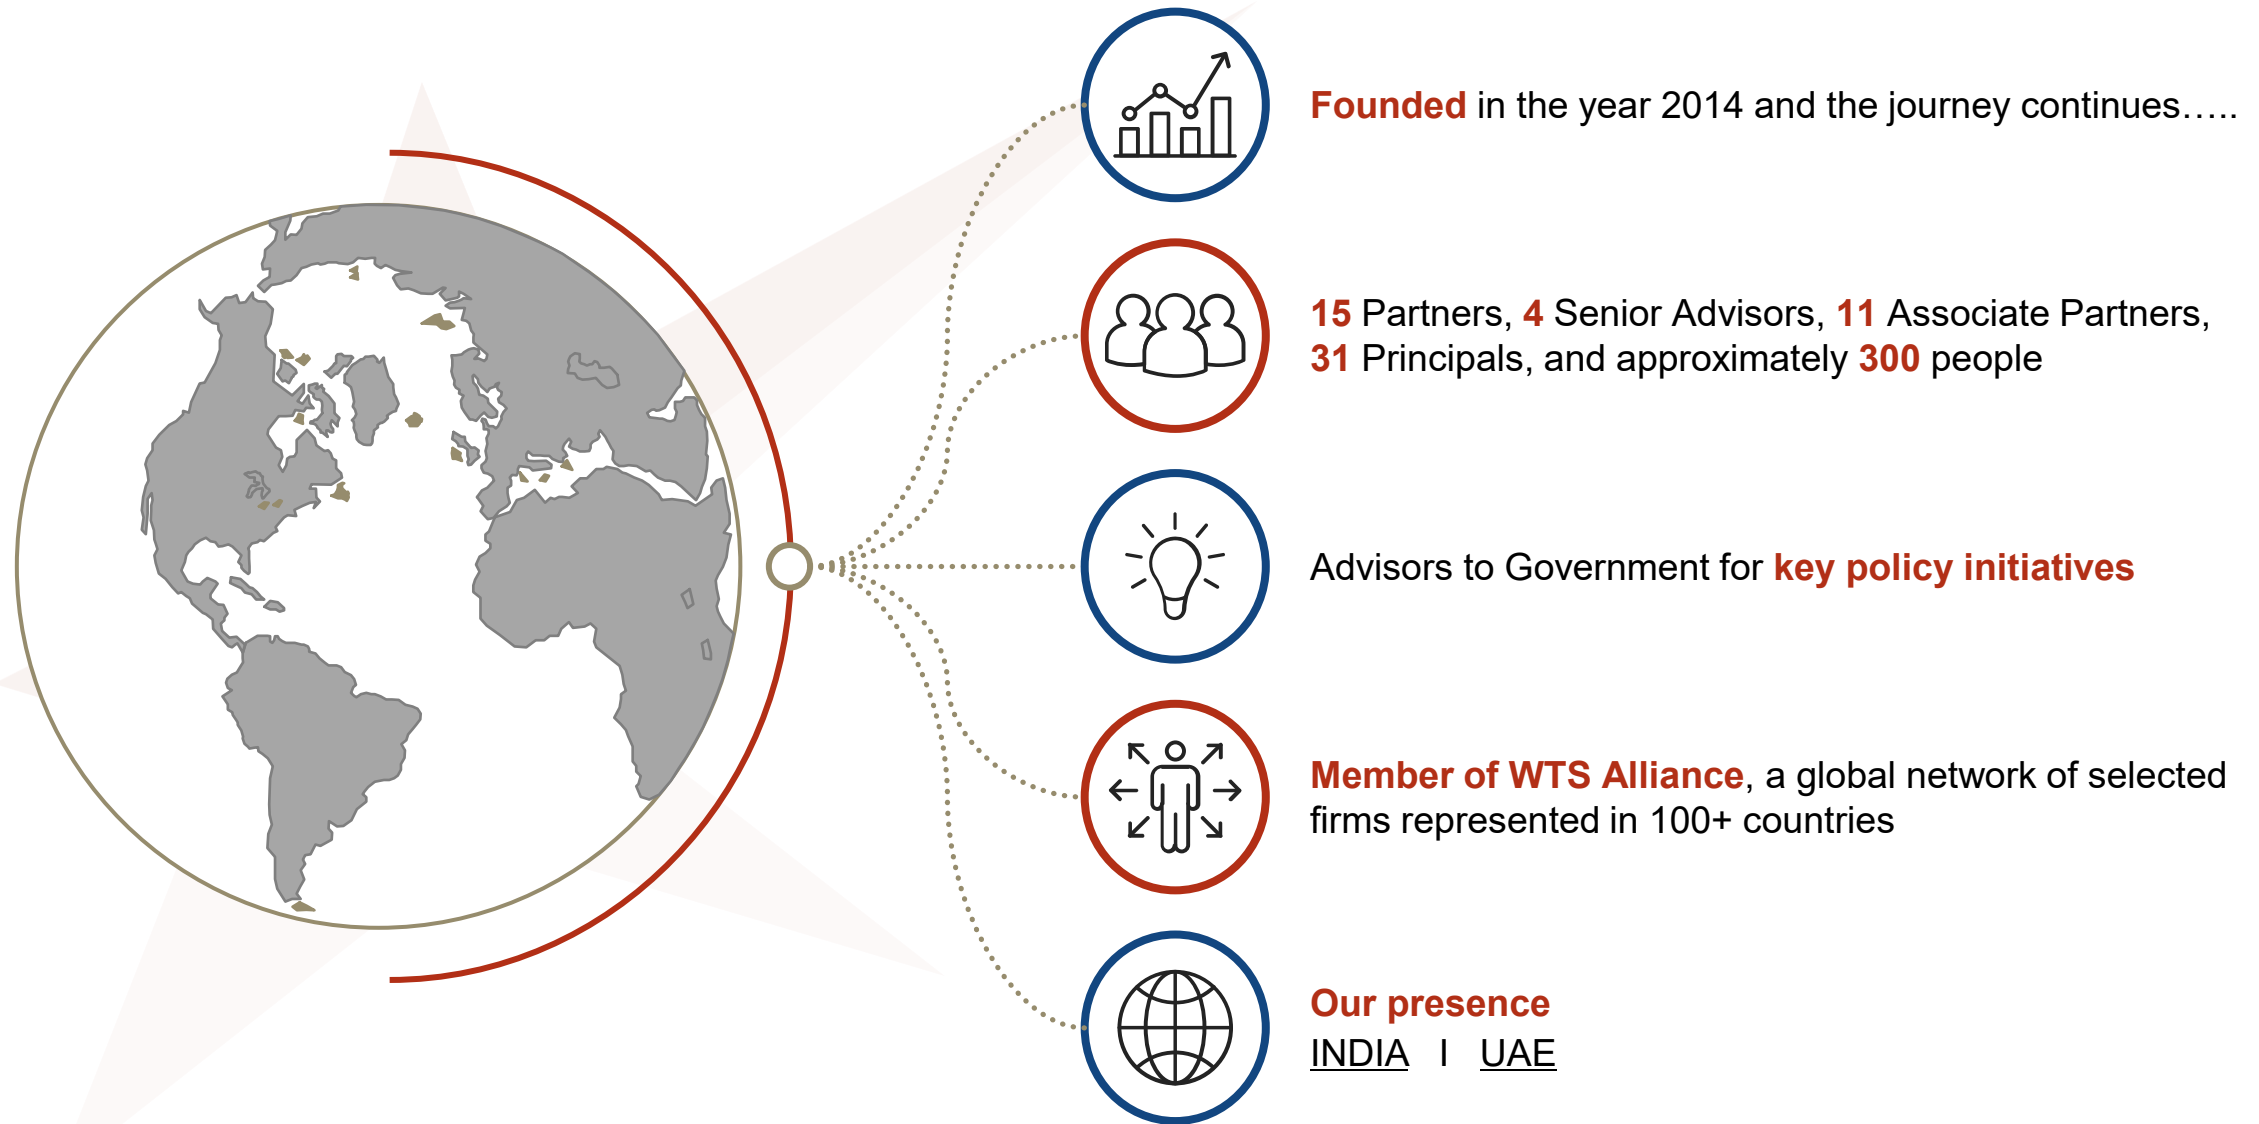 Founded in the year 2014 and the journey continues…..
15 Partners, 4 Senior Advisors, 11 Associate Partners,
31 Principals, and approximately 300 people
Advisors to Government for key policy initiatives
Member of WTS Alliance, a global network of selected
firms represented in 100+ countries
Our presence
INDIA I UAE